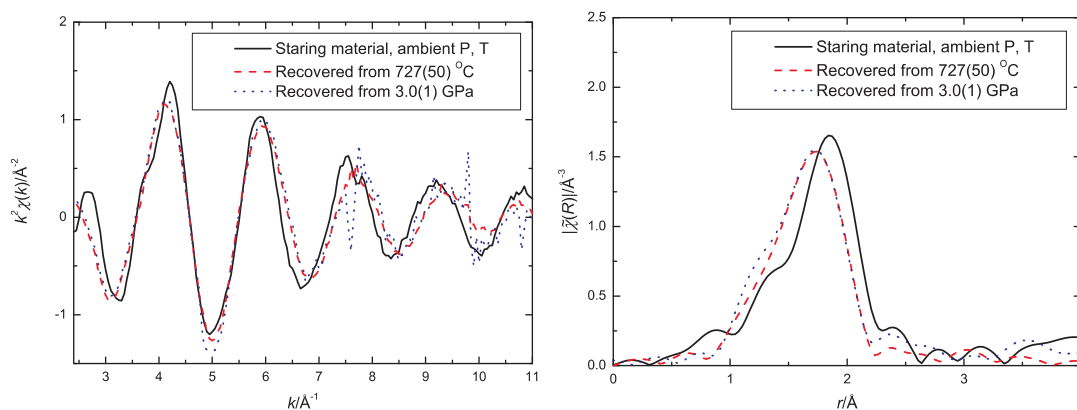 2
1
0
-1
3
4
5
6
7
8
9
10
11
k²χ(k)/Å⁻²
k/Å⁻¹
Staring material, ambient P, T
Recovered from 727(50) ᴼC
Recovered from 3.0(1) GPa
2.5
2.0
1.5
1.0
0.5
0.0
0
1
2
3
|χ̃(R)|/Å⁻³
r/Å
Staring material, ambient P, T
Recovered from 727(50) ᴼC
Recovered from 3.0(1) GPa